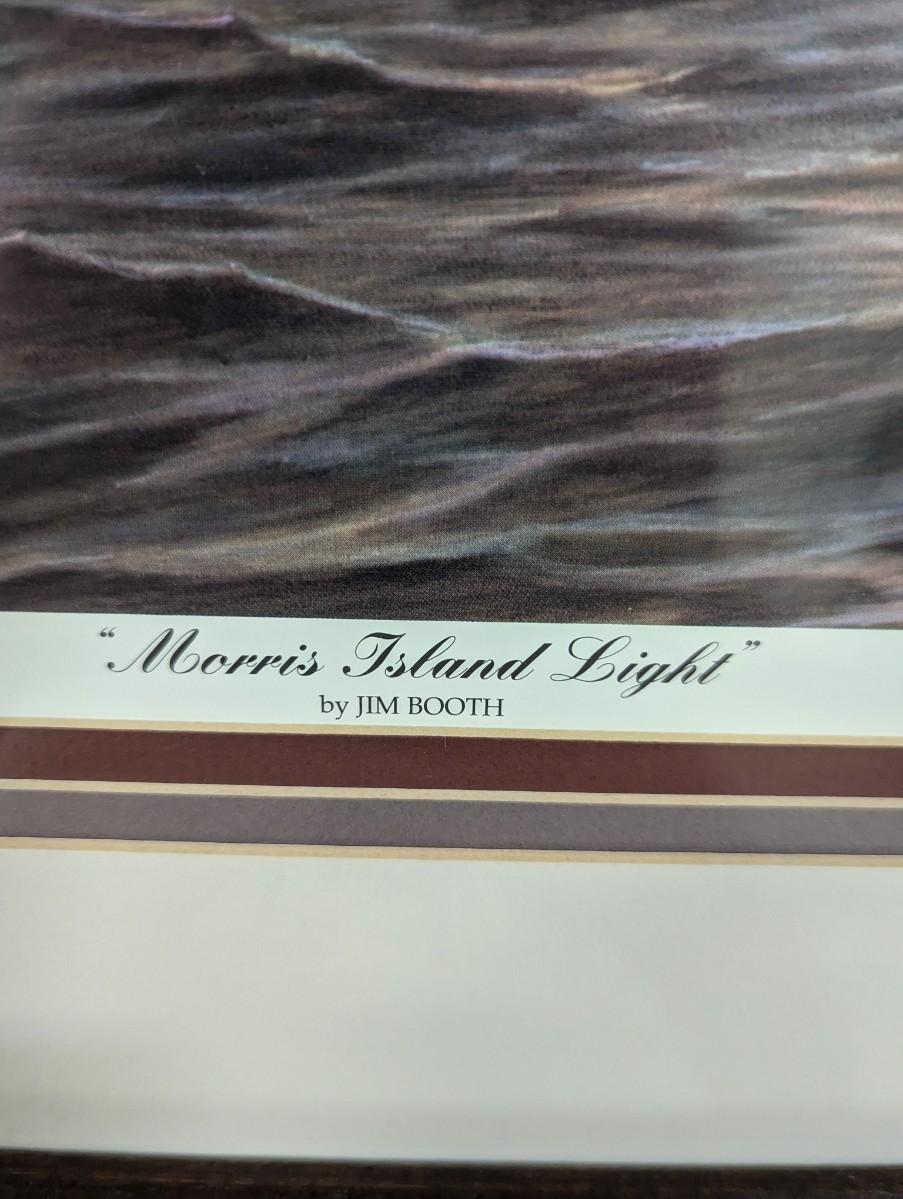 “Morris Island Light”
by JIM BOOTH